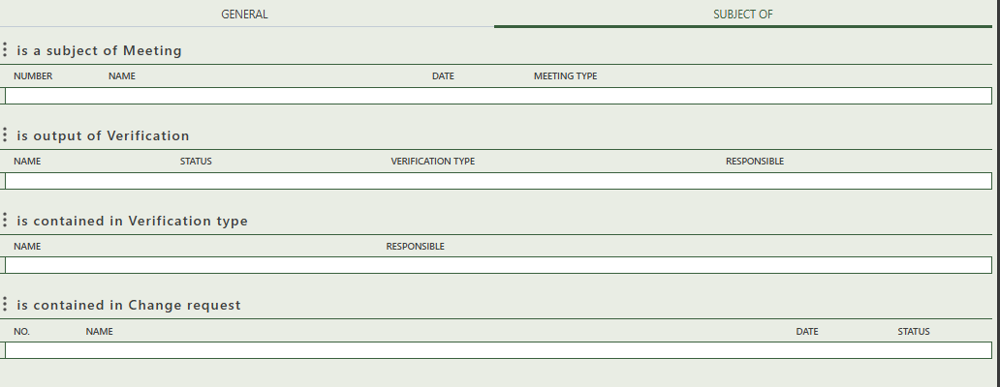 GENERAL SUBJECT OF
is a subject of Meeting
NUMBER NAME DATE MEETING TYPE
is output of Verification
NAME STATUS VERIFICATION TYPE RESPONSIBLE
is contained in Verification type
NAME RESPONSIBLE
is contained in Change request
NO. NAME DATE STATUS